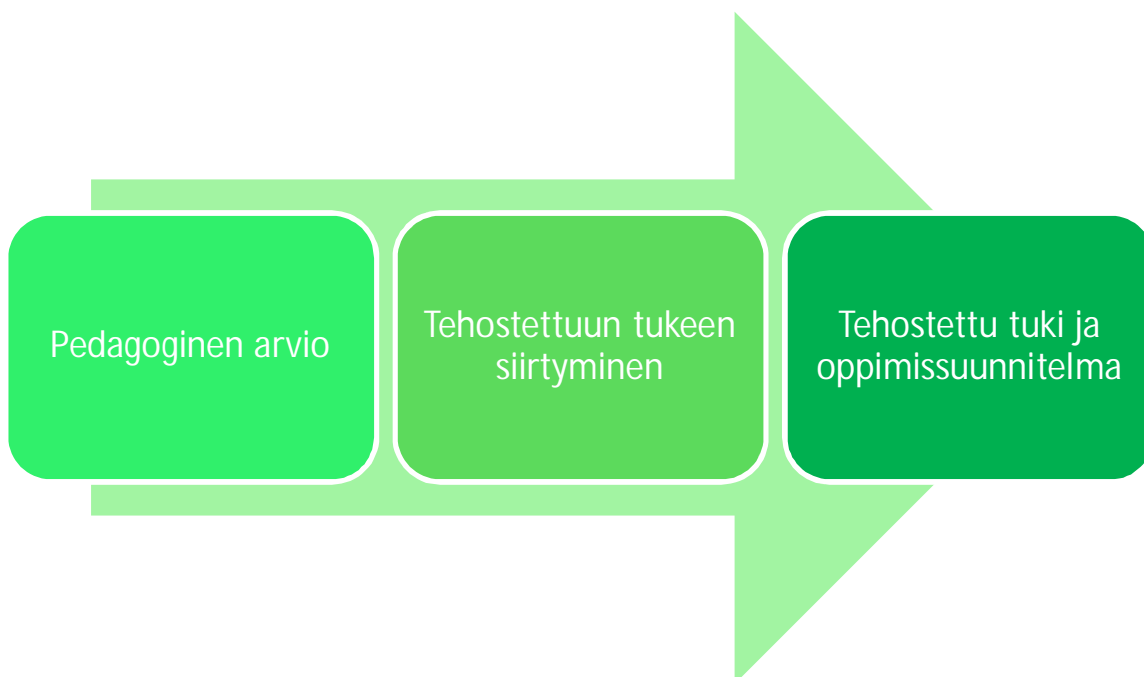 Pedagoginen arvio
Tehostettuun tukeen
siirtyminen
Tehostettu tuki ja
oppimissuunnitelma